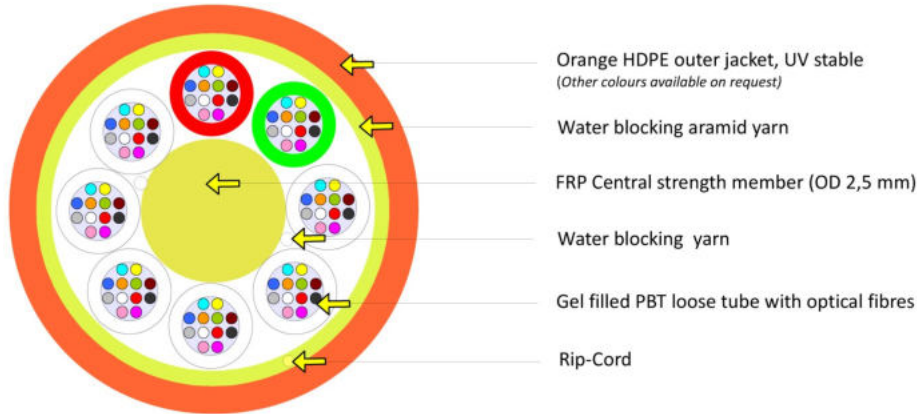 Orange HDPE outer jacket, UV stable
(Other colours available on request)
Water blocking aramid yarn
FRP Central strength member (OD 2,5 mm)
Water blocking  yarn
Gel filled PBT loose tube with optical fibres
Rip-Cord